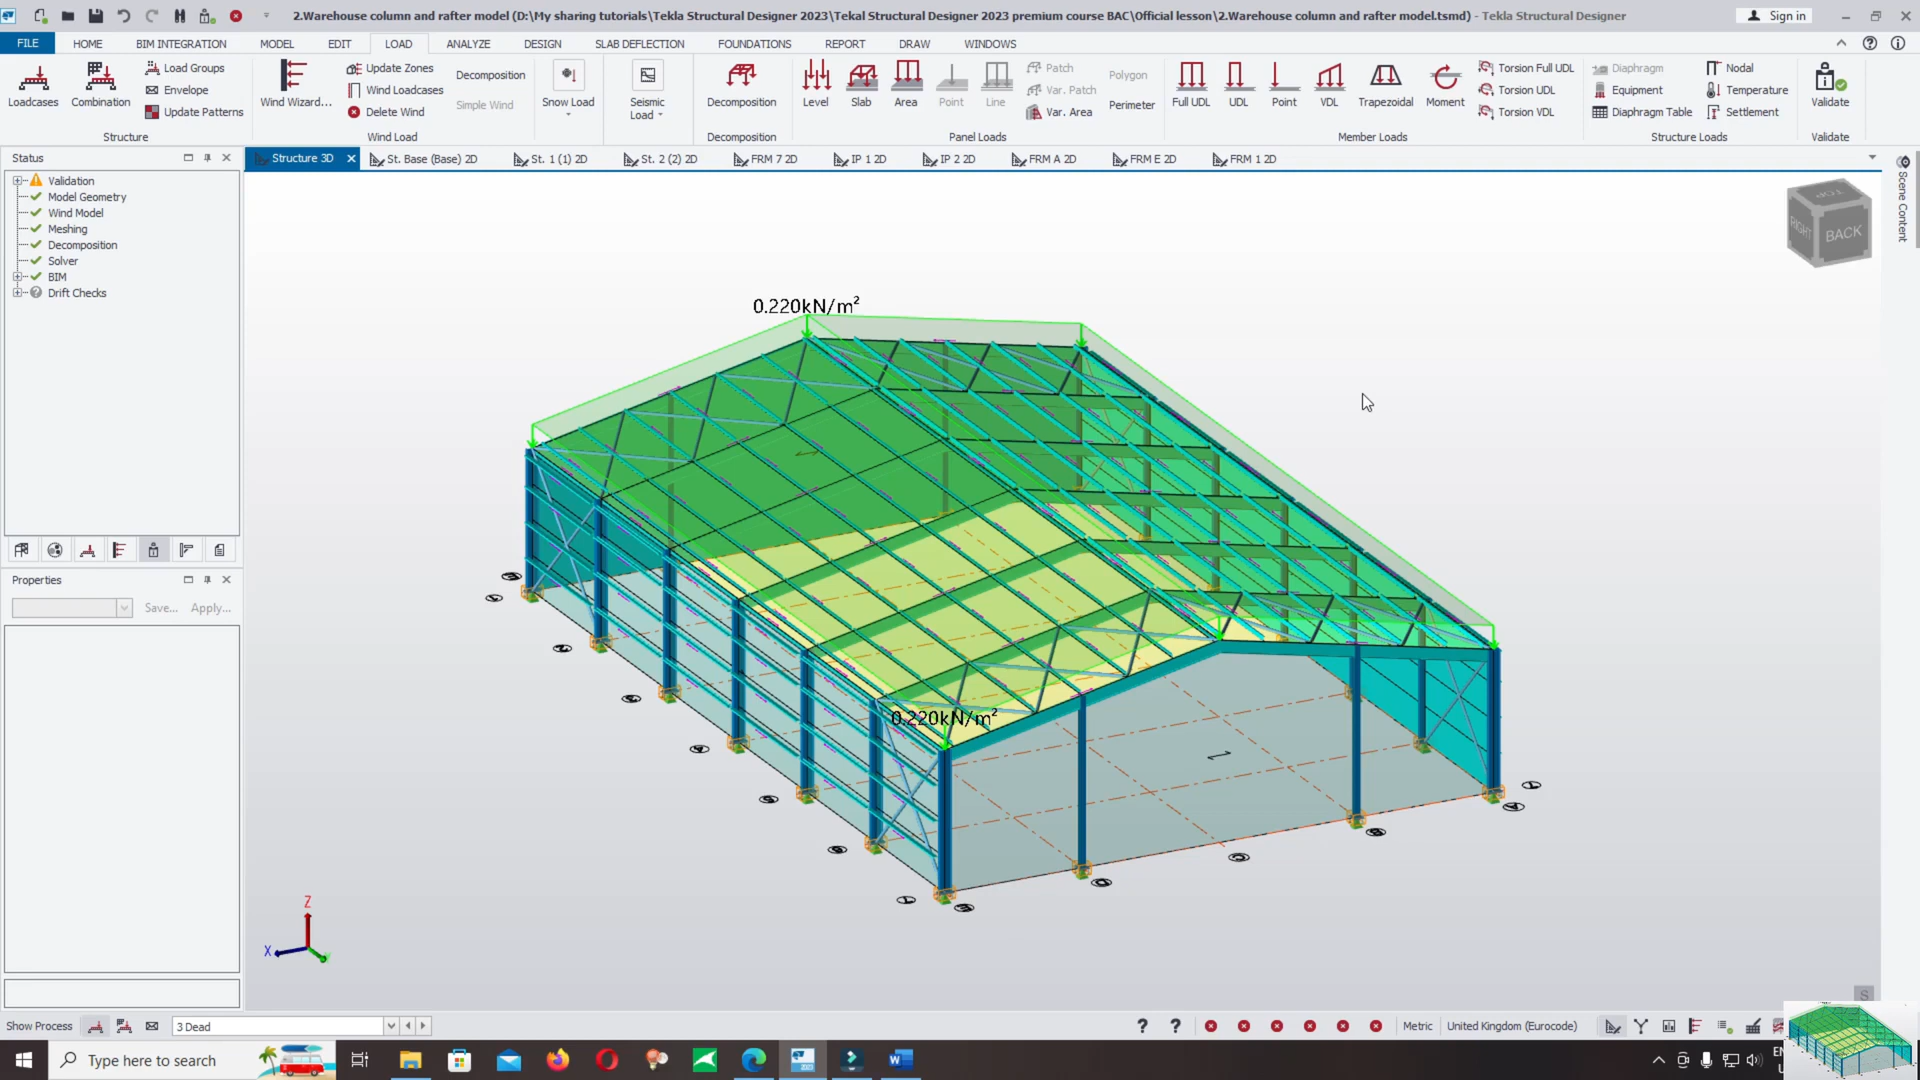 2.Warehouse column and rafter model (D:\My sharing tutorials\Tekla Structural Designer 2023\Tekal Structural Designer 2023 premium course BAC\Official lesson\2.Warehouse column and rafter model.tsmd) - Tekla Structural Designer
Sign in
FILE HOME BIM INTEGRATION MODEL EDIT LOAD ANALYZE DESIGN SLAB DEFLECTION FOUNDATIONS REPORT DRAW WINDOWS
Load Groups Update Zones Patch Polygon Torsion Full UDL Diaphragm Nodal
Decomposition
Envelope Wind Loadcases Var. Patch Torsion UDL Equipment Temperature
Loadcases Combination Wind Wizard... Simple Wind Snow Load Seismic Load Decomposition Level Slab Area Point Line Perimeter Full UDL UDL Point VDL Trapezoidal Moment Validate
Update Patterns Delete Wind Var. Area Torsion VDL Diaphragm Table Settlement
Structure Wind Load Decomposition Panel Loads Member Loads Structure Loads Validate
Status
Structure 3D St. Base (Base) 2D St. 1 (1) 2D St. 2 (2) 2D FRM 7 2D IP 1 2D IP 2 2D FRM A 2D FRM E 2D FRM 1 2D
Scene Content
Validation
Model Geometry
Wind Model
Meshing
Decomposition
Solver
BIM
Drift Checks
TOP
RIGHT
BACK
0.220kN/m²
0.220kN/m²
Properties
Save... Apply...
Z
X
S
Show Process 3 Dead Metric United Kingdom (Eurocode)
Type here to search